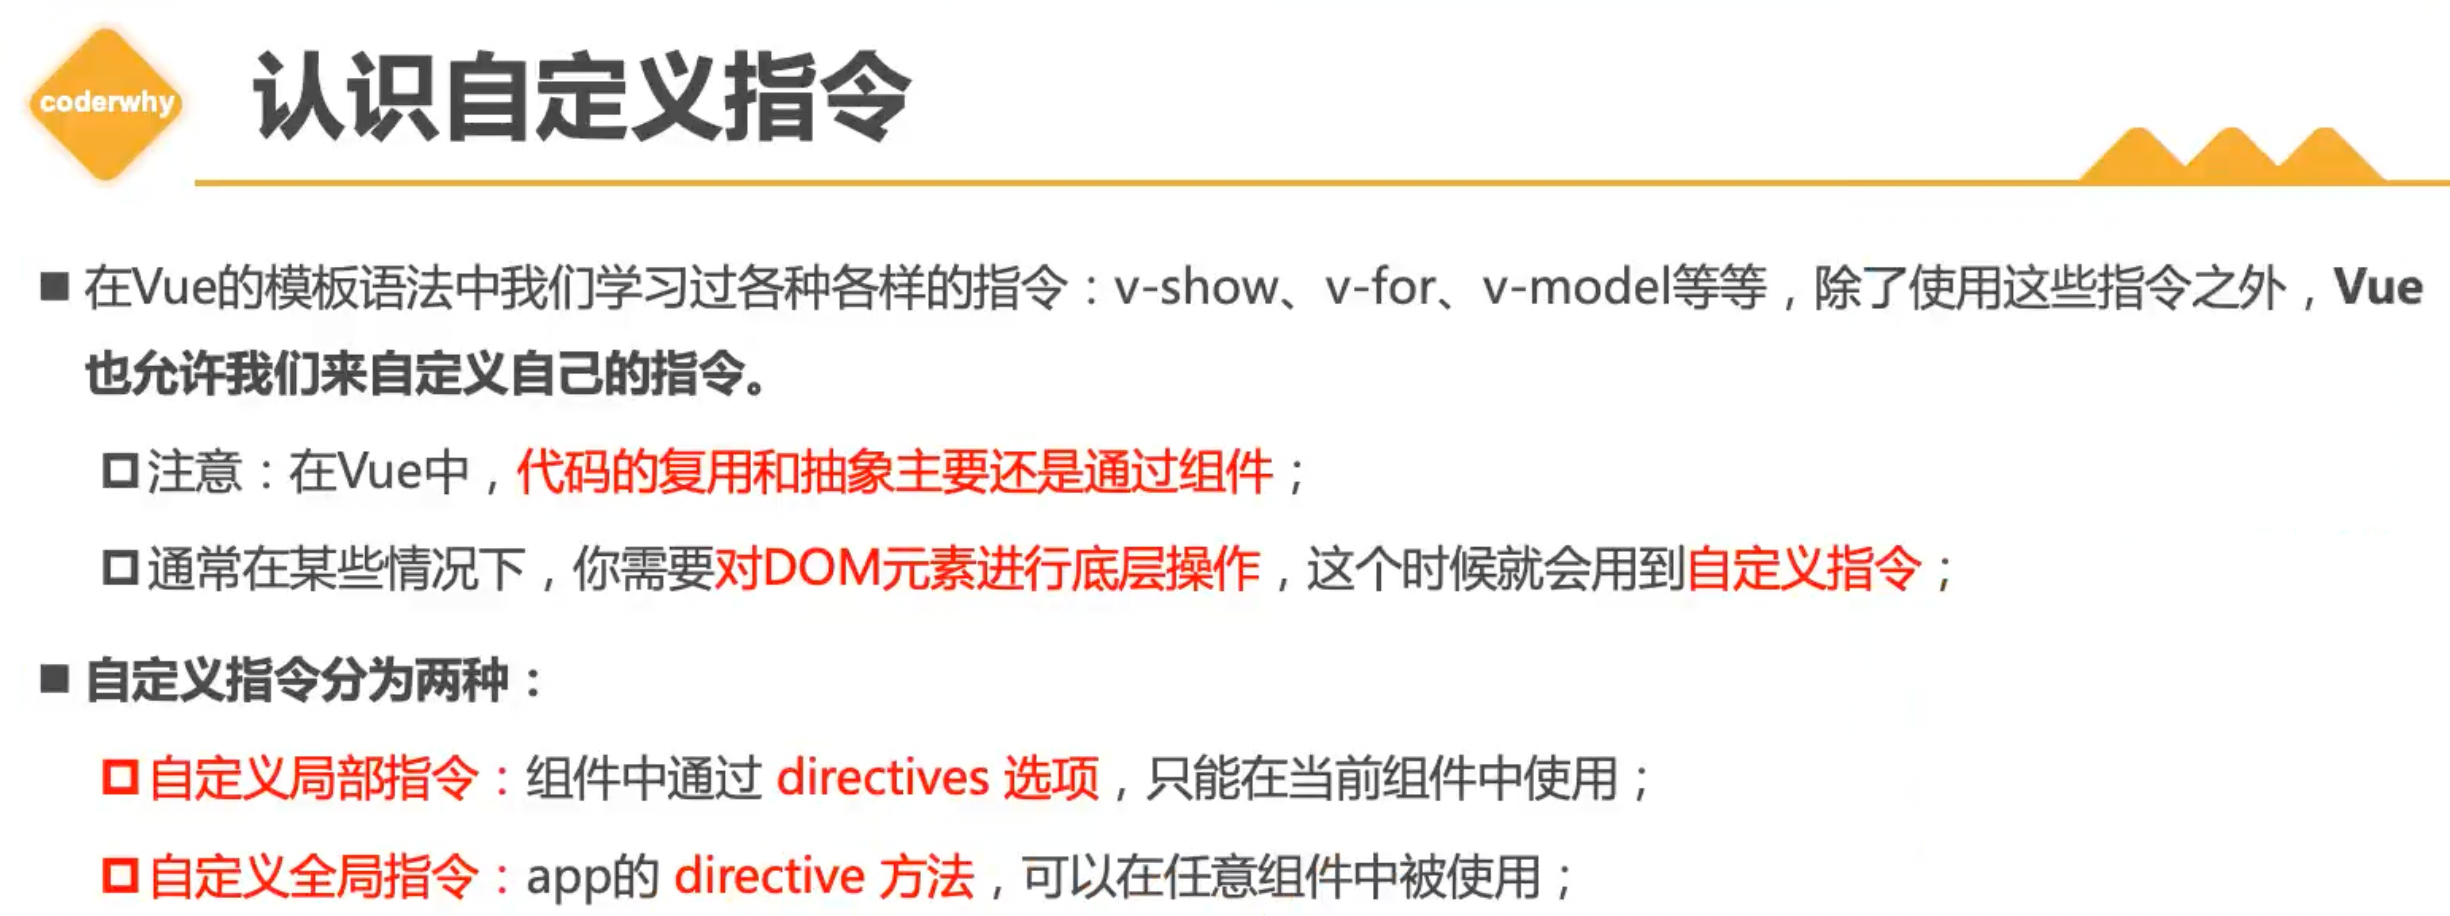 coderwhy
认识自定义指令
在Vue的模板语法中我们学习过各种各样的指令：v-show、v-for、v-model等等，除了使用这些指令之外，Vue
也允许我们来自定义自己的指令。
注意：在Vue中，代码的复用和抽象主要还是通过组件；
通常在某些情况下，你需要对DOM元素进行底层操作，这个时候就会用到自定义指令；
自定义指令分为两种：
自定义局部指令：组件中通过 directives 选项，只能在当前组件中使用；
自定义全局指令：app的 directive 方法，可以在任意组件中被使用；